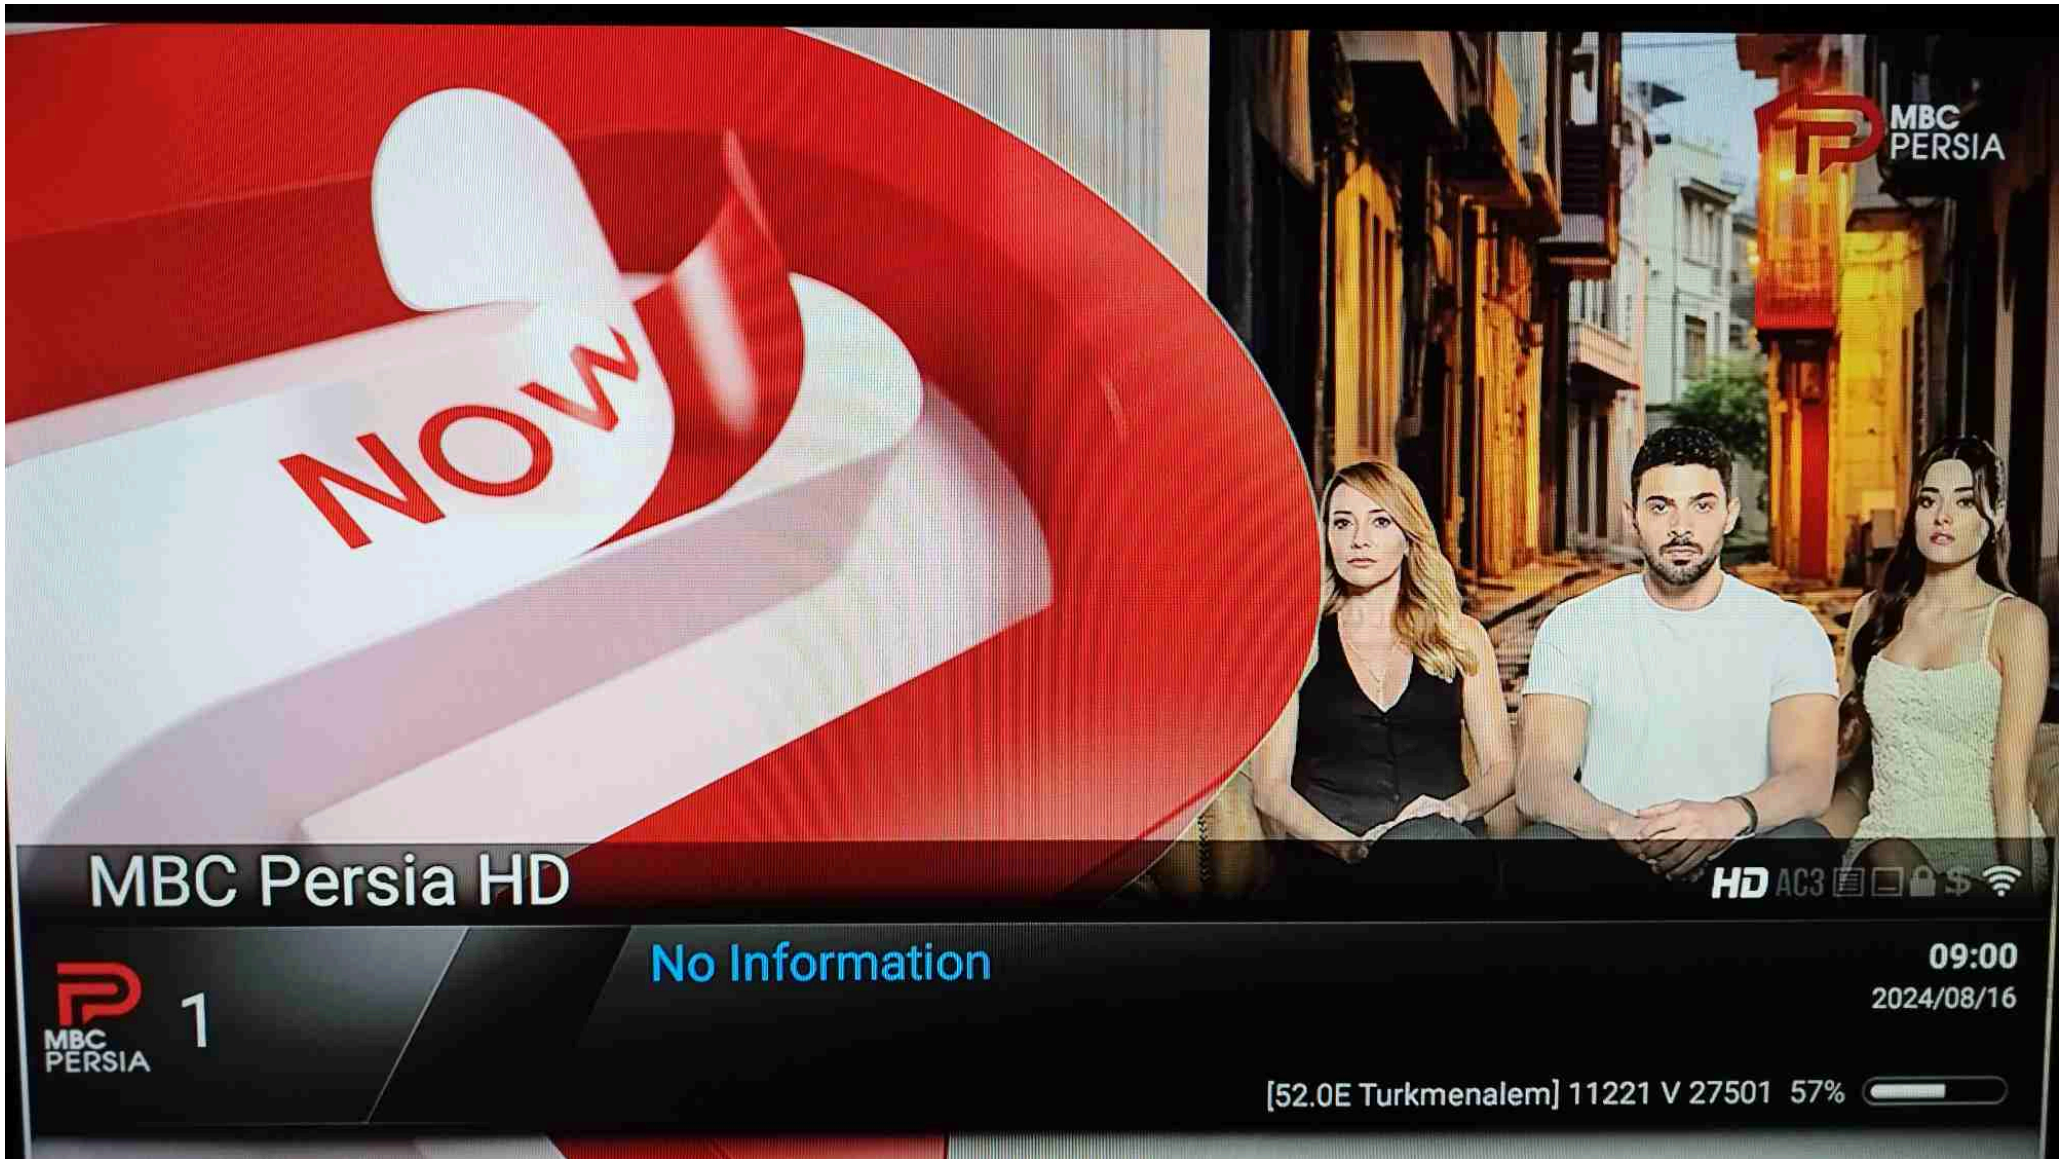 MBC
PERSIA
NOW
MBC Persia HD
HD AC3 $
No Information
09:00
2024/08/16
1
MBC
PERSIA
[52.0E Turkmenalem] 11221 V 27501 57%